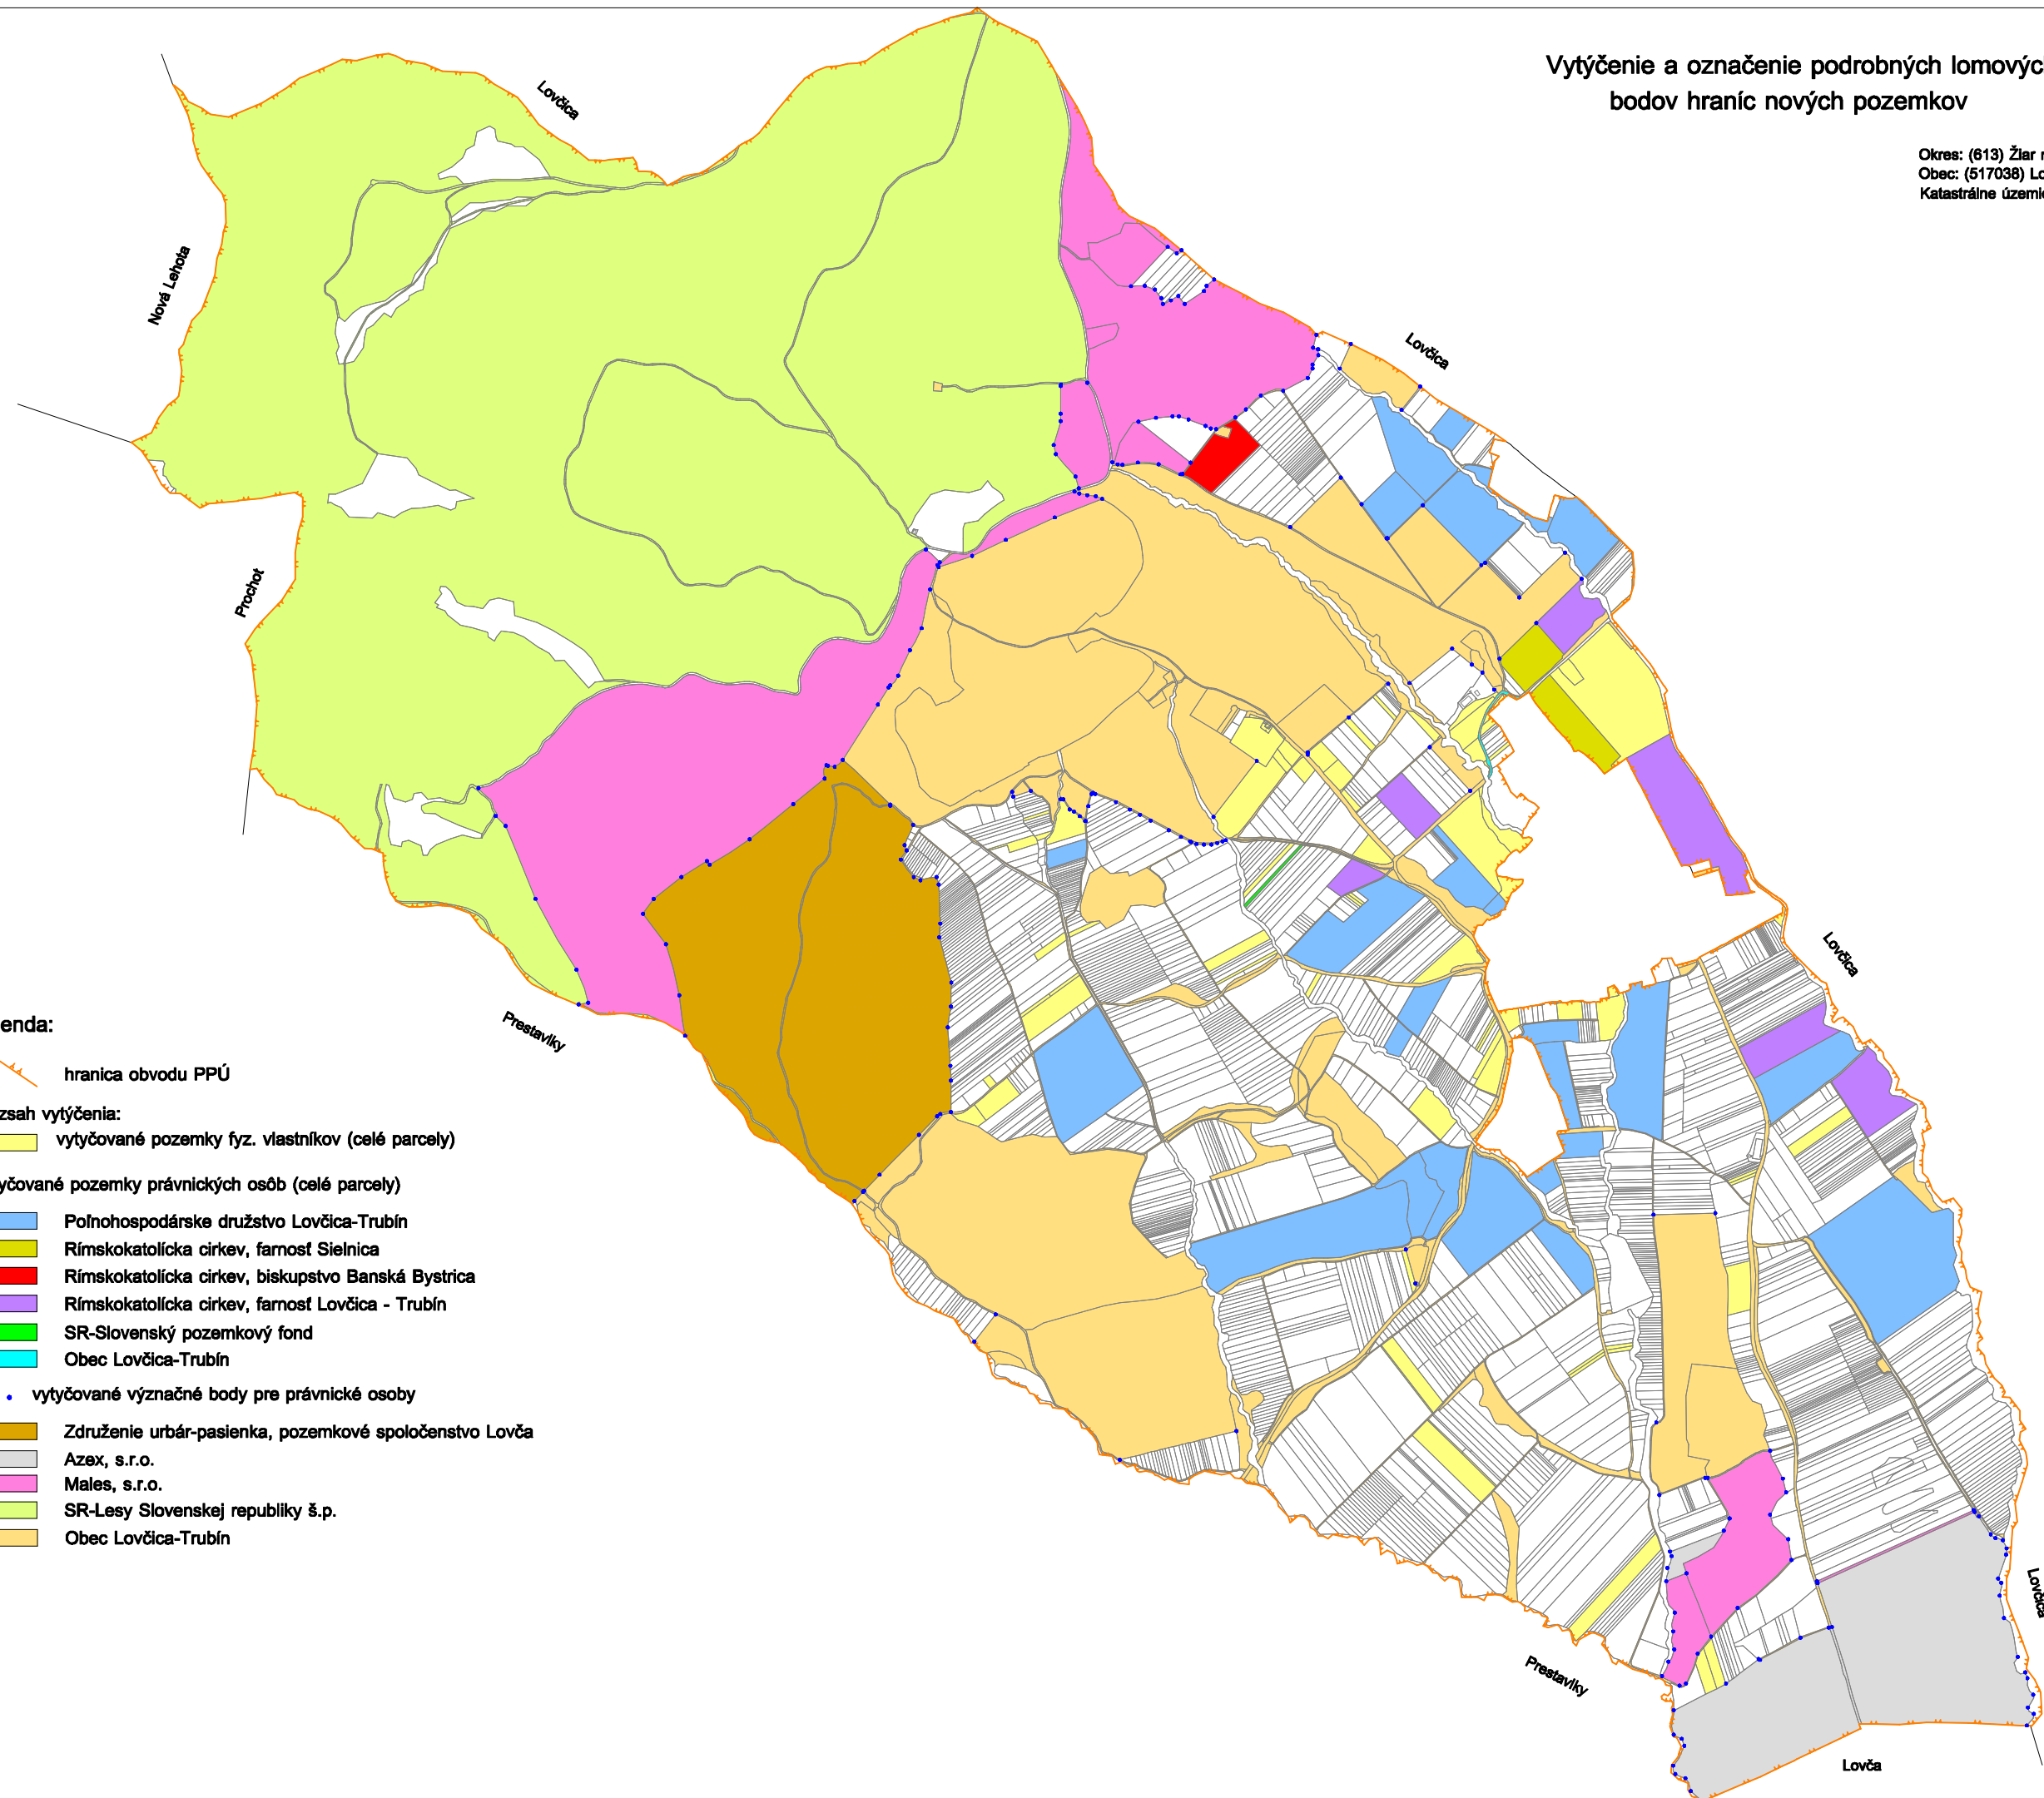 Vytýčenie a označenie podrobných lomovýc
bodov hraníc nových pozemkov
Okres: (613) Žiar
Obec: (517038) Lo
Katastrálne územie
Lovčica
Nová Lehota
Lovčica
Prochot
Lovčica
Prestavlky
enda:
hranica obvodu PPÚ
zsah vytýčenia:
vytyčované pozemky fyz. vlastníkov (celé parcely)
yčované pozemky právnických osôb (celé parcely)
Poľnohospodárske družstvo Lovčica-Trubín
Rímskokatolícka cirkev, farnosť Sielnica
Rímskokatolícka cirkev, biskupstvo Banská Bystrica
Rímskokatolícka cirkev, farnosť Lovčica - Trubín
SR-Slovenský pozemkový fond
Obec Lovčica-Trubín
vytyčované význačné body pre právnické osoby
Združenie urbár-pasienka, pozemkové spoločenstvo Lovča
Azex, s.r.o.
Males, s.r.o.
SR-Lesy Slovenskej republiky š.p.
Obec Lovčica-Trubín
Lovčica
Prestavlky
Lovča